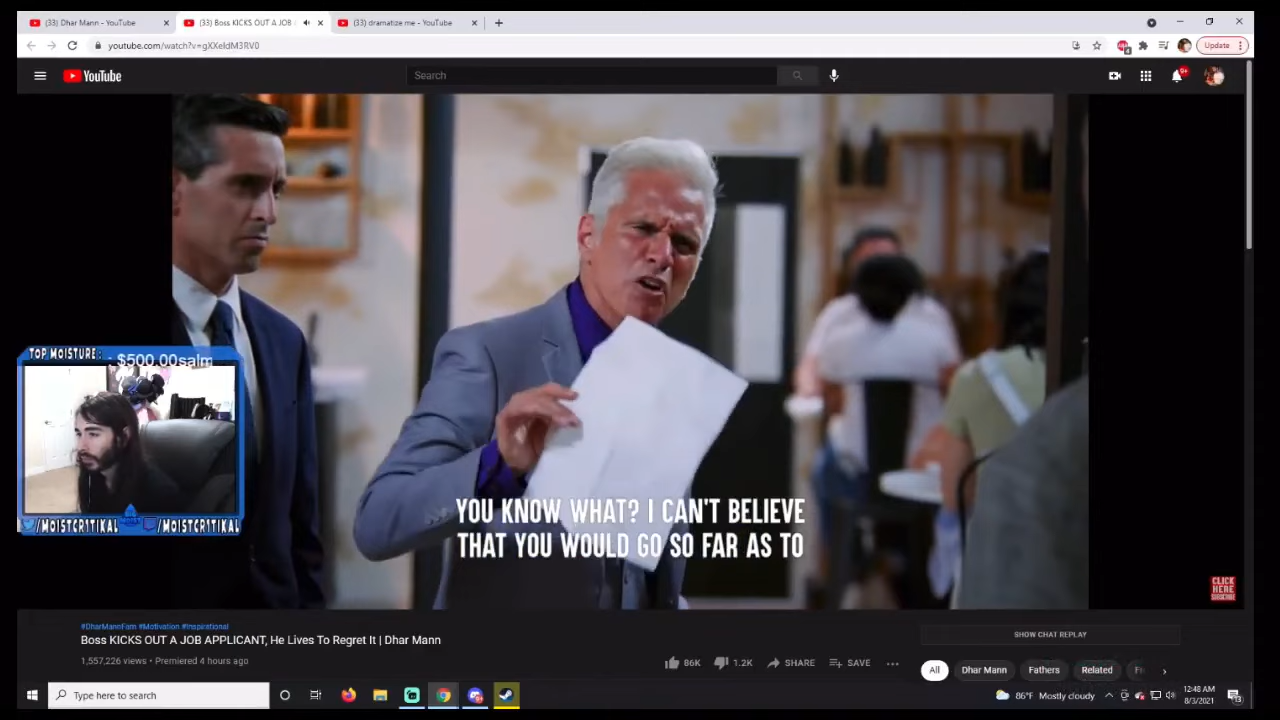 (33) Dhar Mann - YouTube
(33) Boss KICKS OUT A JOB
(33) dramatize me - YouTube
youtube.com/watch?v=gXXeIdM3RV0
Update
YouTube
Search
9+
TOP MOISTURE:
$500.00salm
/MOISTCR1TIKAL
/MOISTCR1TIKAL
YOU KNOW WHAT? I CAN'T BELIEVE
THAT YOU WOULD GO SO FAR AS TO
CLICK
HERE
SUBSCRIBE
#DharMannFam #Motivation #Inspirational
Boss KICKS OUT A JOB APPLICANT, He Lives To Regret It | Dhar Mann
1,557,226 views • Premiered 4 hours ago
86K
1.2K
SHARE
SAVE
SHOW CHAT REPLAY
All
Dhar Mann
Fathers
Related
Type here to search
86°F Mostly cloudy
12:48 AM
8/3/2021